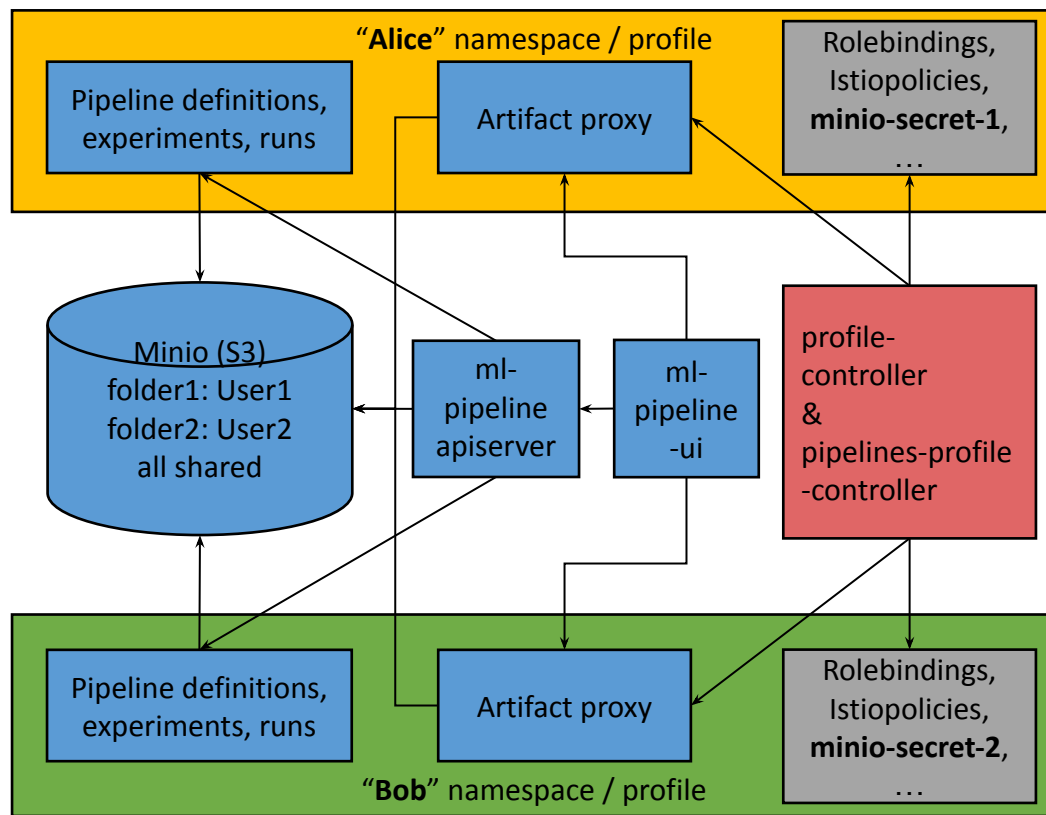 “Alice” namespace / profile
Pipeline definitions,
experiments, runs
Artifact proxy
Rolebindings,
Istiopolicies,
minio-secret-1,
…
Minio (S3)
folder1: User1
folder2: User2
all shared
ml-
pipeline
apiserver
ml-
pipeline
-ui
profile-
controller
&
pipelines-profile
-controller
Pipeline definitions,
experiments, runs
Artifact proxy
Rolebindings,
Istiopolicies,
minio-secret-2,
…
“Bob” namespace / profile